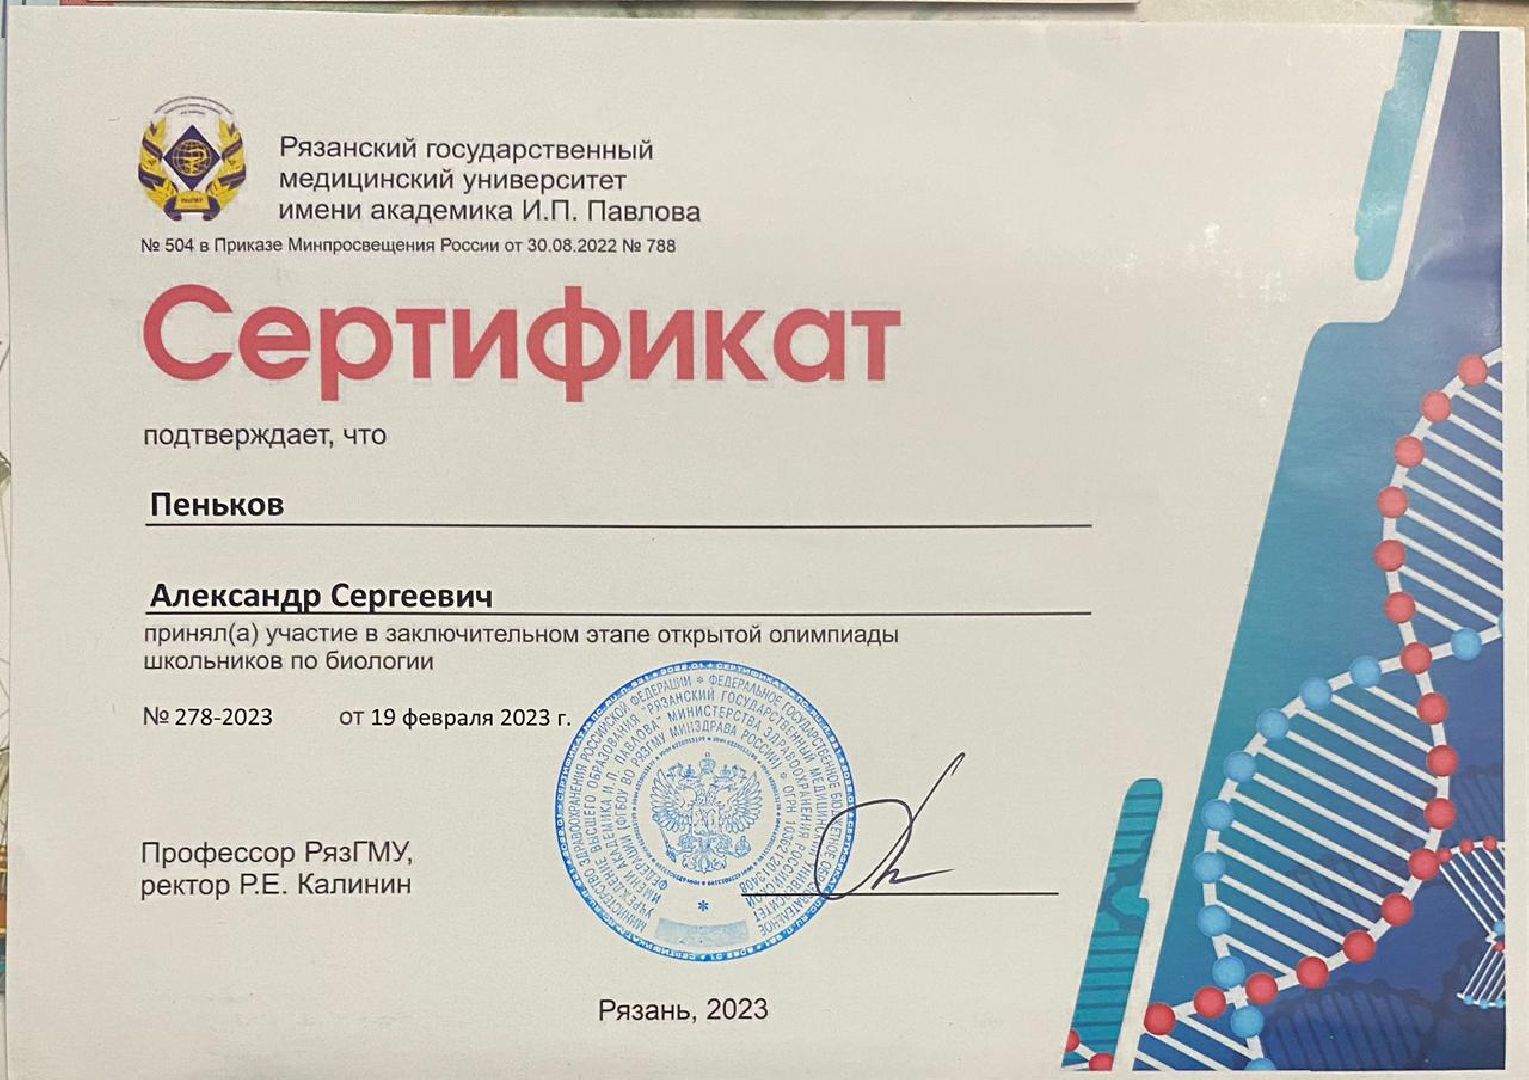 Рязанский государственный
медицинский университет
имени академика И.П. Павлова
№ 504 в Приказе Минпросвещения России от 30.08.2022 № 788
Сертификат
подтверждает, что
Пеньков
Александр Сергеевич
принял(а) участие в заключительном этапе открытой олимпиады
школьников по биологии
№ 278-2023 от 19 февраля 2023 г.
Профессор РязГМУ,
ректор Р.Е. Калинин
Рязань, 2023